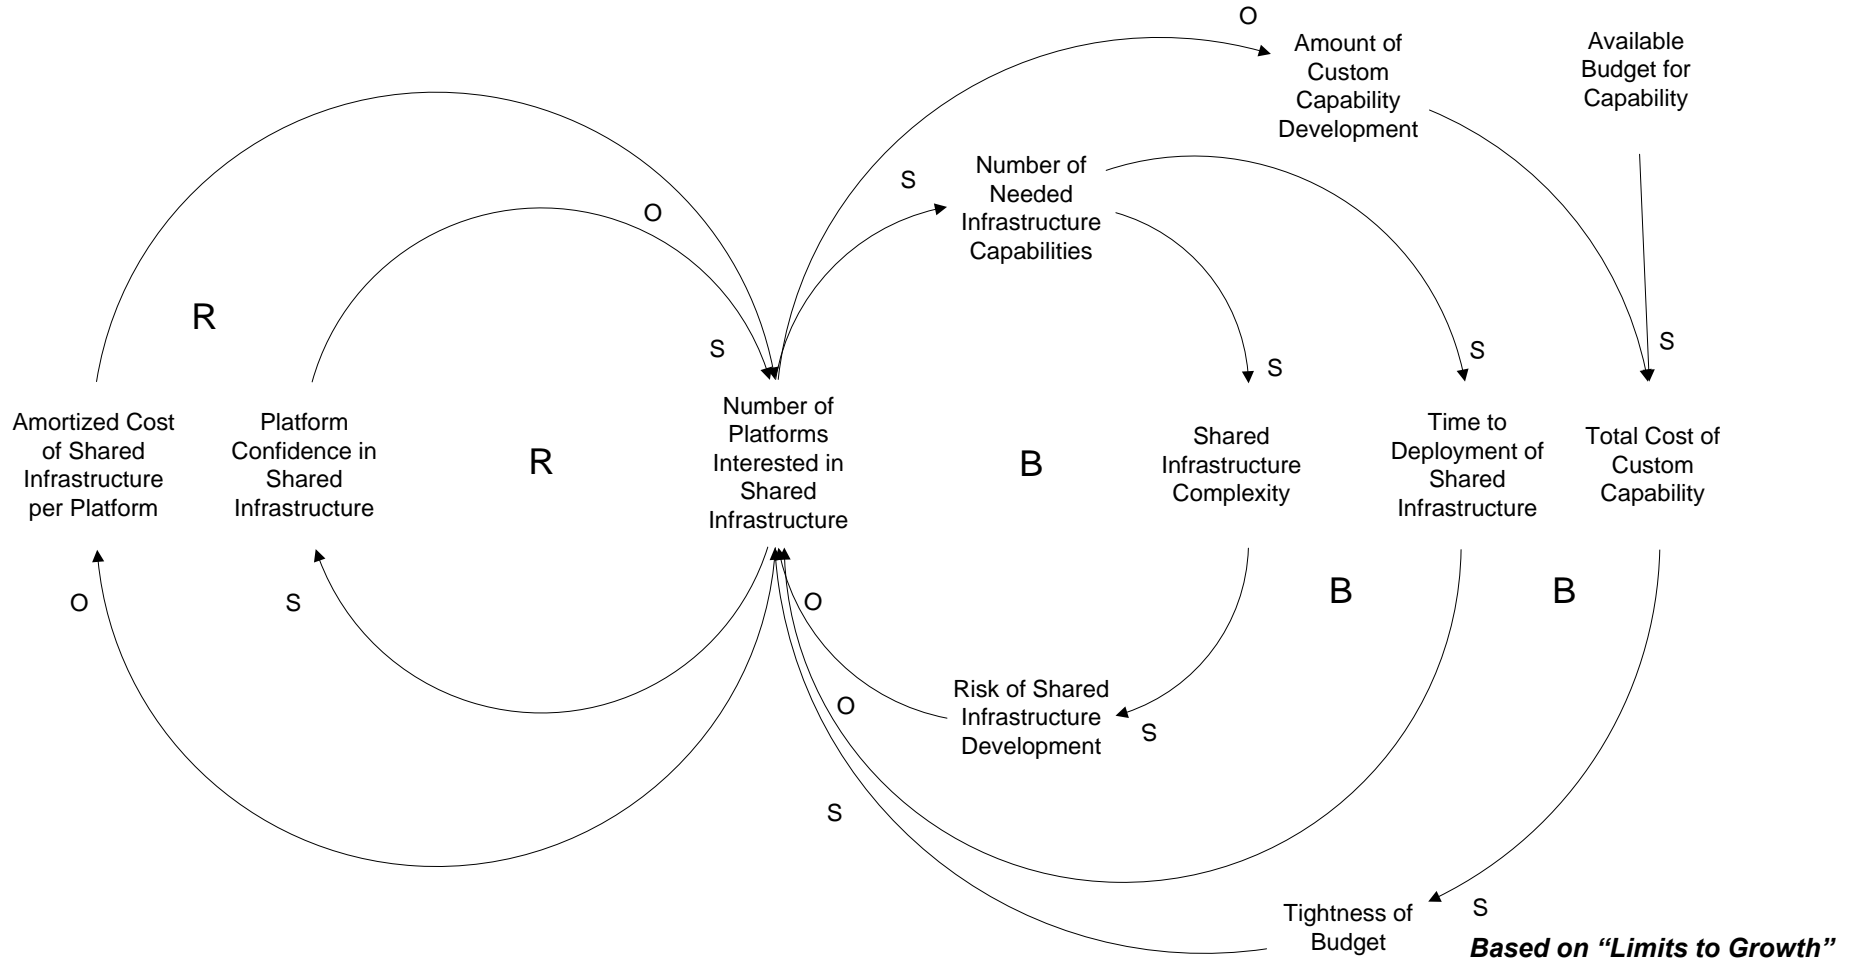 O
Amount of
Custom
Capability
Development
Available
Budget for
Capability
Number of
Needed
Infrastructure
Capabilities
S
O
R
S
S
S
S
Amortized Cost
of Shared
Infrastructure
per Platform
Platform
Confidence in
Shared
Infrastructure
R
Number of
Platforms
Interested in
Shared
Infrastructure
B
Shared
Infrastructure
Complexity
Time to
Deployment of
Shared
Infrastructure
Total Cost of
Custom
Capability
O
S
O
B
B
Risk of Shared
Infrastructure
Development
O
S
S
Tightness of
Budget
S
Based on “Limits to Growth”